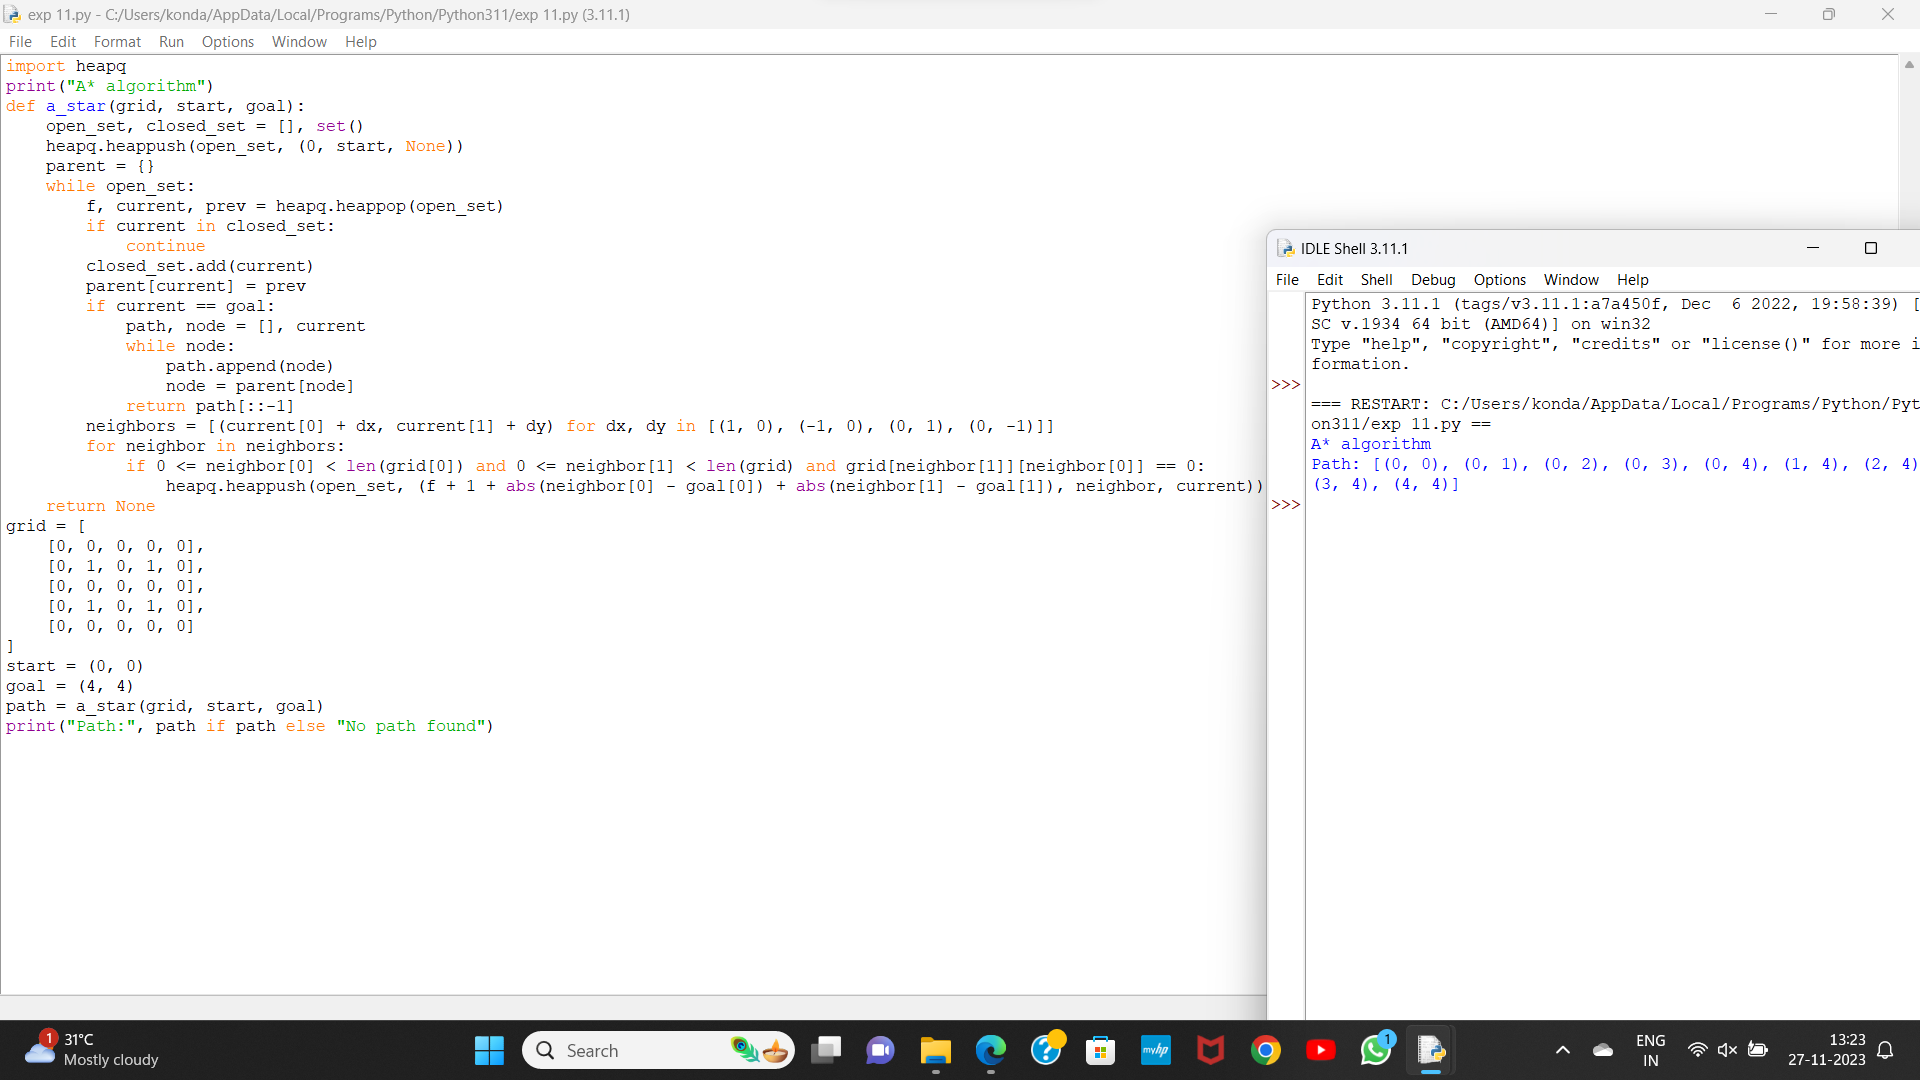 exp 11.py - C:/Users/konda/AppData/Local/Programs/Python/Python311/exp 11.py (3.11.1)
File Edit Format Run Options Window Help
import heapq
print("A* algorithm")
def a_star(grid, start, goal):
    open_set, closed_set = [], set()
    heapq.heappush(open_set, (0, start, None))
    parent = {}
    while open_set:
        f, current, prev = heapq.heappop(open_set)
        if current in closed_set:
            continue
        closed_set.add(current)
        parent[current] = prev
        if current == goal:
            path, node = [], current
            while node:
                path.append(node)
                node = parent[node]
            return path[::-1]
        neighbors = [(current[0] + dx, current[1] + dy) for dx, dy in [(1, 0), (-1, 0), (0, 1), (0, -1)]]
        for neighbor in neighbors:
            if 0 <= neighbor[0] < len(grid[0]) and 0 <= neighbor[1] < len(grid) and grid[neighbor[1]][neighbor[0]] == 0:
                heapq.heappush(open_set, (f + 1 + abs(neighbor[0] - goal[0]) + abs(neighbor[1] - goal[1]), neighbor, current))
    return None
grid = [
    [0, 0, 0, 0, 0],
    [0, 1, 0, 1, 0],
    [0, 0, 0, 0, 0],
    [0, 1, 0, 1, 0],
    [0, 0, 0, 0, 0]
]
start = (0, 0)
goal = (4, 4)
path = a_star(grid, start, goal)
print("Path:", path if path else "No path found")
IDLE Shell 3.11.1
File Edit Shell Debug Options Window Help
Python 3.11.1 (tags/v3.11.1:a7a450f, Dec  6 2022, 19:58:39) [
SC v.1934 64 bit (AMD64)] on win32
Type "help", "copyright", "credits" or "license()" for more i
formation.
>>>
=== RESTART: C:/Users/konda/AppData/Local/Programs/Python/Pyt
on311/exp 11.py ==
A* algorithm
Path: [(0, 0), (0, 1), (0, 2), (0, 3), (0, 4), (1, 4), (2, 4)
(3, 4), (4, 4)]
>>>
1
31°C
Mostly cloudy
Search
myhp
1
ENG
IN
13:23
27-11-2023